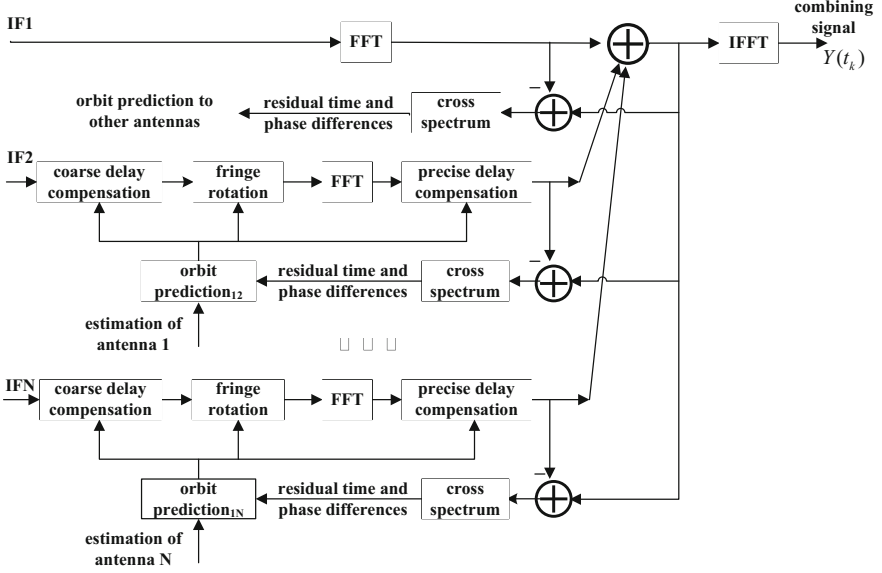 combining
signal
IF1
FFT
IFFT
Y(t_k)
−
orbit prediction to
other antennas
residual time and
phase differences
cross
spectrum
IF2
coarse delay
compensation
fringe
rotation
FFT
precise delay
compensation
−
orbit
prediction₁₂
residual time and
phase differences
cross
spectrum
estimation of
antenna 1
IFN
coarse delay
compensation
fringe
rotation
FFT
precise delay
compensation
−
orbit
prediction₁N
residual time and
phase differences
cross
spectrum
estimation of
antenna N